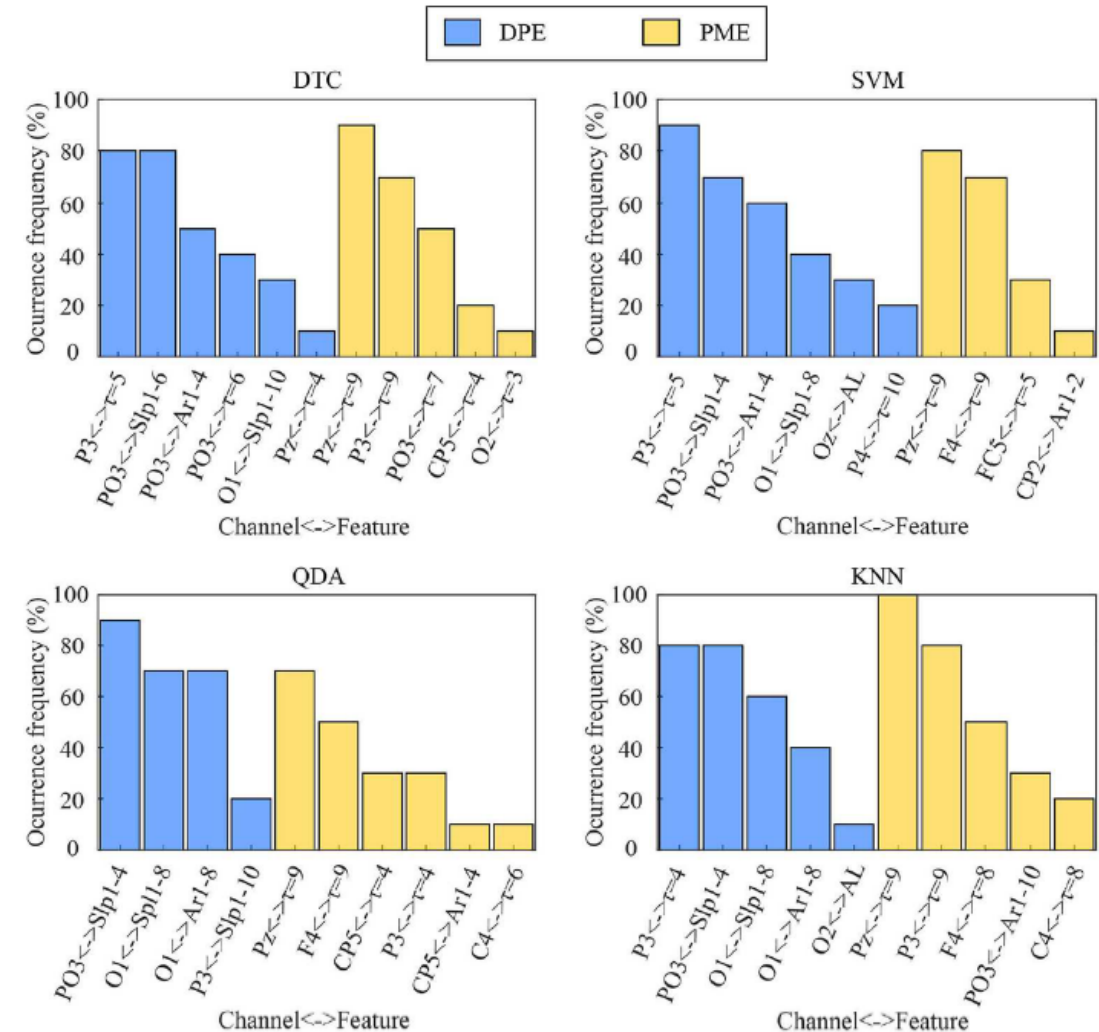 DPE PME
DTC
Ocurrence frequency (%)
100
80
60
40
20
0
P3<->τ=5
PO3<->Slp1-6
PO3<->Ar1-4
PO3<->τ=6
O1<->Slp1-10
Pz<->τ=4
Pz<->τ=9
P3<->τ=9
PO3<->τ=7
CP5<->τ=4
O2<->τ=3
Channel<->Feature
SVM
Ocurrence frequency (%)
100
80
60
40
20
0
P3<->τ=5
PO3<->Slp1-4
PO3<->Ar1-4
O1<->Slp1-8
Oz<->AL
P4<->τ=10
Pz<->τ=9
F4<->τ=9
FC5<->τ=5
CP2<->Ar1-2
Channel<->Feature
QDA
Ocurrence frequency (%)
100
80
60
40
20
0
PO3<->Slp1-4
O1<->Spl1-8
O1<->Ar1-8
P3<->Slp1-10
Pz<->τ=9
F4<->τ=9
CP5<->τ=4
P3<->τ=4
CP5<->Ar1-4
C4<->τ=6
Channel<->Feature
KNN
Ocurrence frequency (%)
100
80
60
40
20
0
P3<->τ=4
PO3<->Slp1-4
O1<->Slp1-8
O1<->Ar1-8
O2<->AL
Pz<->τ=9
P3<->τ=9
F4<->τ=8
PO3<->Ar1-10
C4<->τ=8
Channel<->Feature